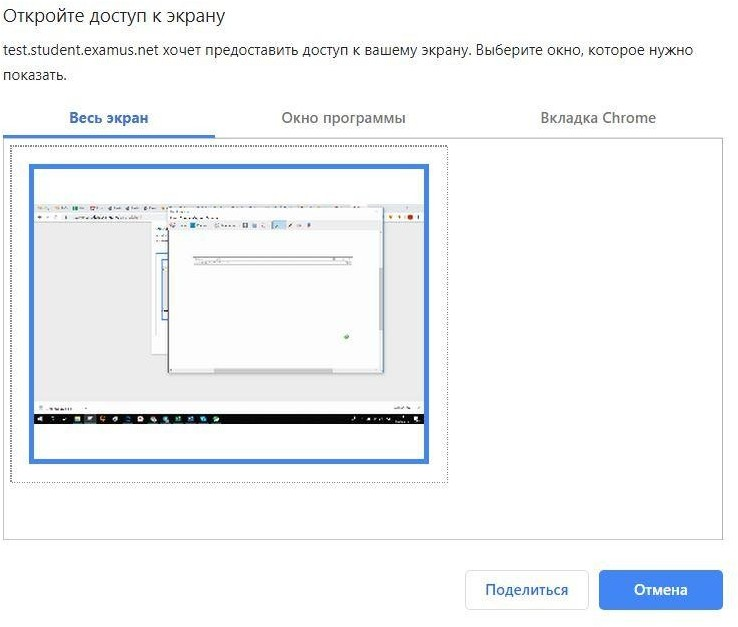 Откройте доступ к экрану
test.student.examus.net хочет предоставить доступ к вашему экрану. Выберите окно, которое нужно
показать.
Весь экран
Окно программы
Вкладка Chrome
Поделиться
Отмена